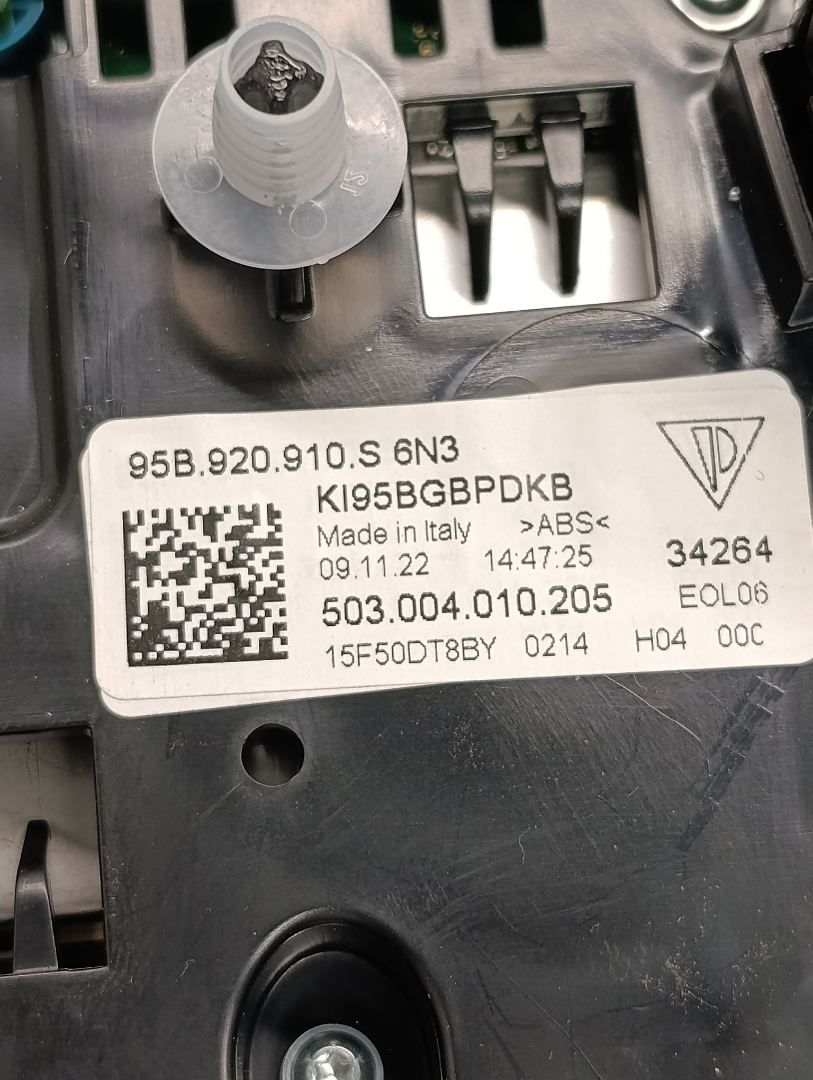 95B.920.910.S 6N3
KI95BGBPDKB
Made in Italy >ABS<
09.11.22 14:47:25 34264
503.004.010.205 EOL06
15F50DT8BY 0214 H04 00C